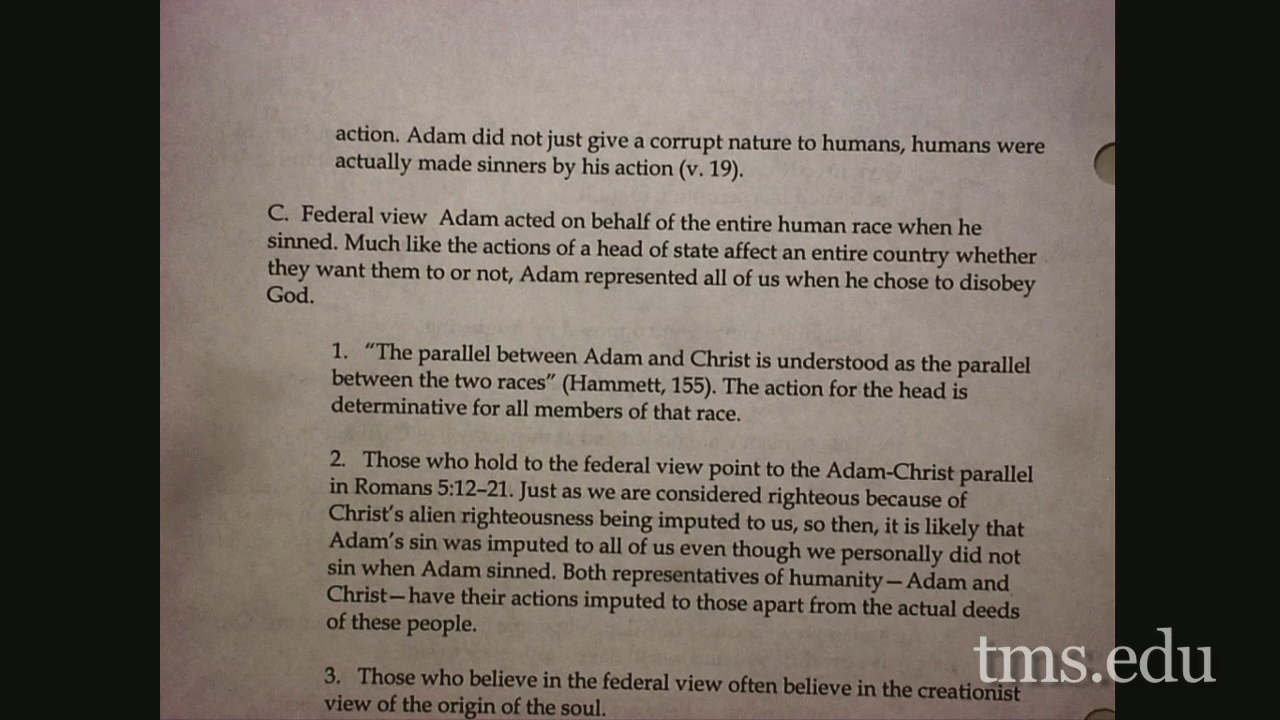 action. Adam did not just give a corrupt nature to humans, humans were
actually made sinners by his action (v. 19).
C. Federal view  Adam acted on behalf of the entire human race when he
sinned. Much like the actions of a head of state affect an entire country whether
they want them to or not, Adam represented all of us when he chose to disobey
God.
1. “The parallel between Adam and Christ is understood as the parallel
between the two races” (Hammett, 155). The action for the head is
determinative for all members of that race.
2. Those who hold to the federal view point to the Adam-Christ parallel
in Romans 5:12–21. Just as we are considered righteous because of
Christ’s alien righteousness being imputed to us, so then, it is likely that
Adam’s sin was imputed to all of us even though we personally did not
sin when Adam sinned. Both representatives of humanity—Adam and
Christ—have their actions imputed to those apart from the actual deeds
of these people.
3. Those who believe in the federal view often believe in the creationist
view of the origin of the soul.
tms.edu